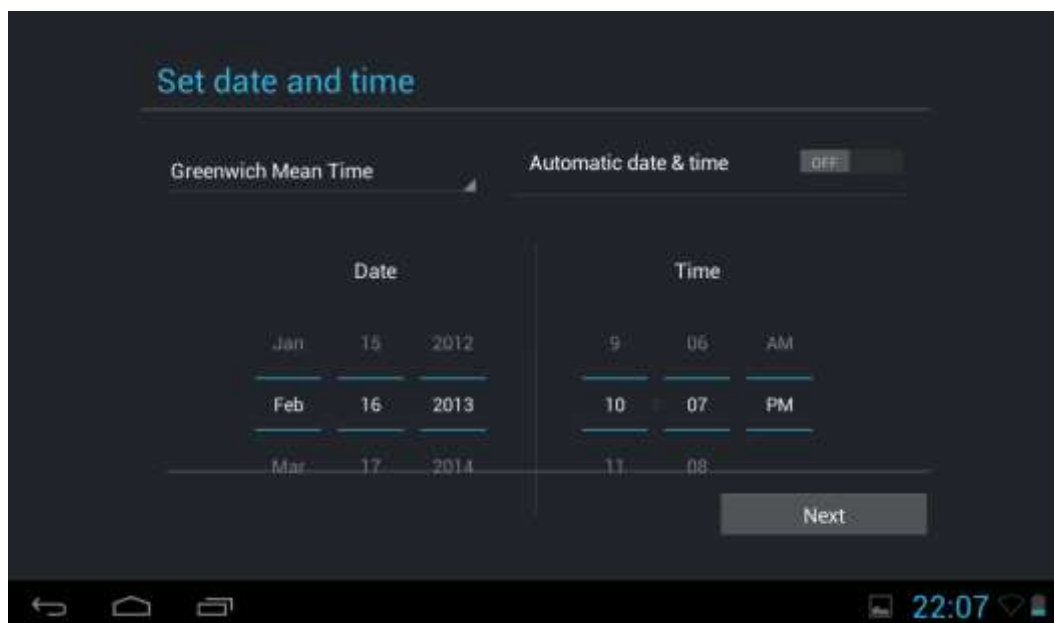 Set date and time
Greenwich Mean Time
Automatic date & time OFF
Date
Time
Jan 15 2012 9 06 AM
Feb 16 2013 10 07 PM
Mar 17 2014 11 08
Next
22:07